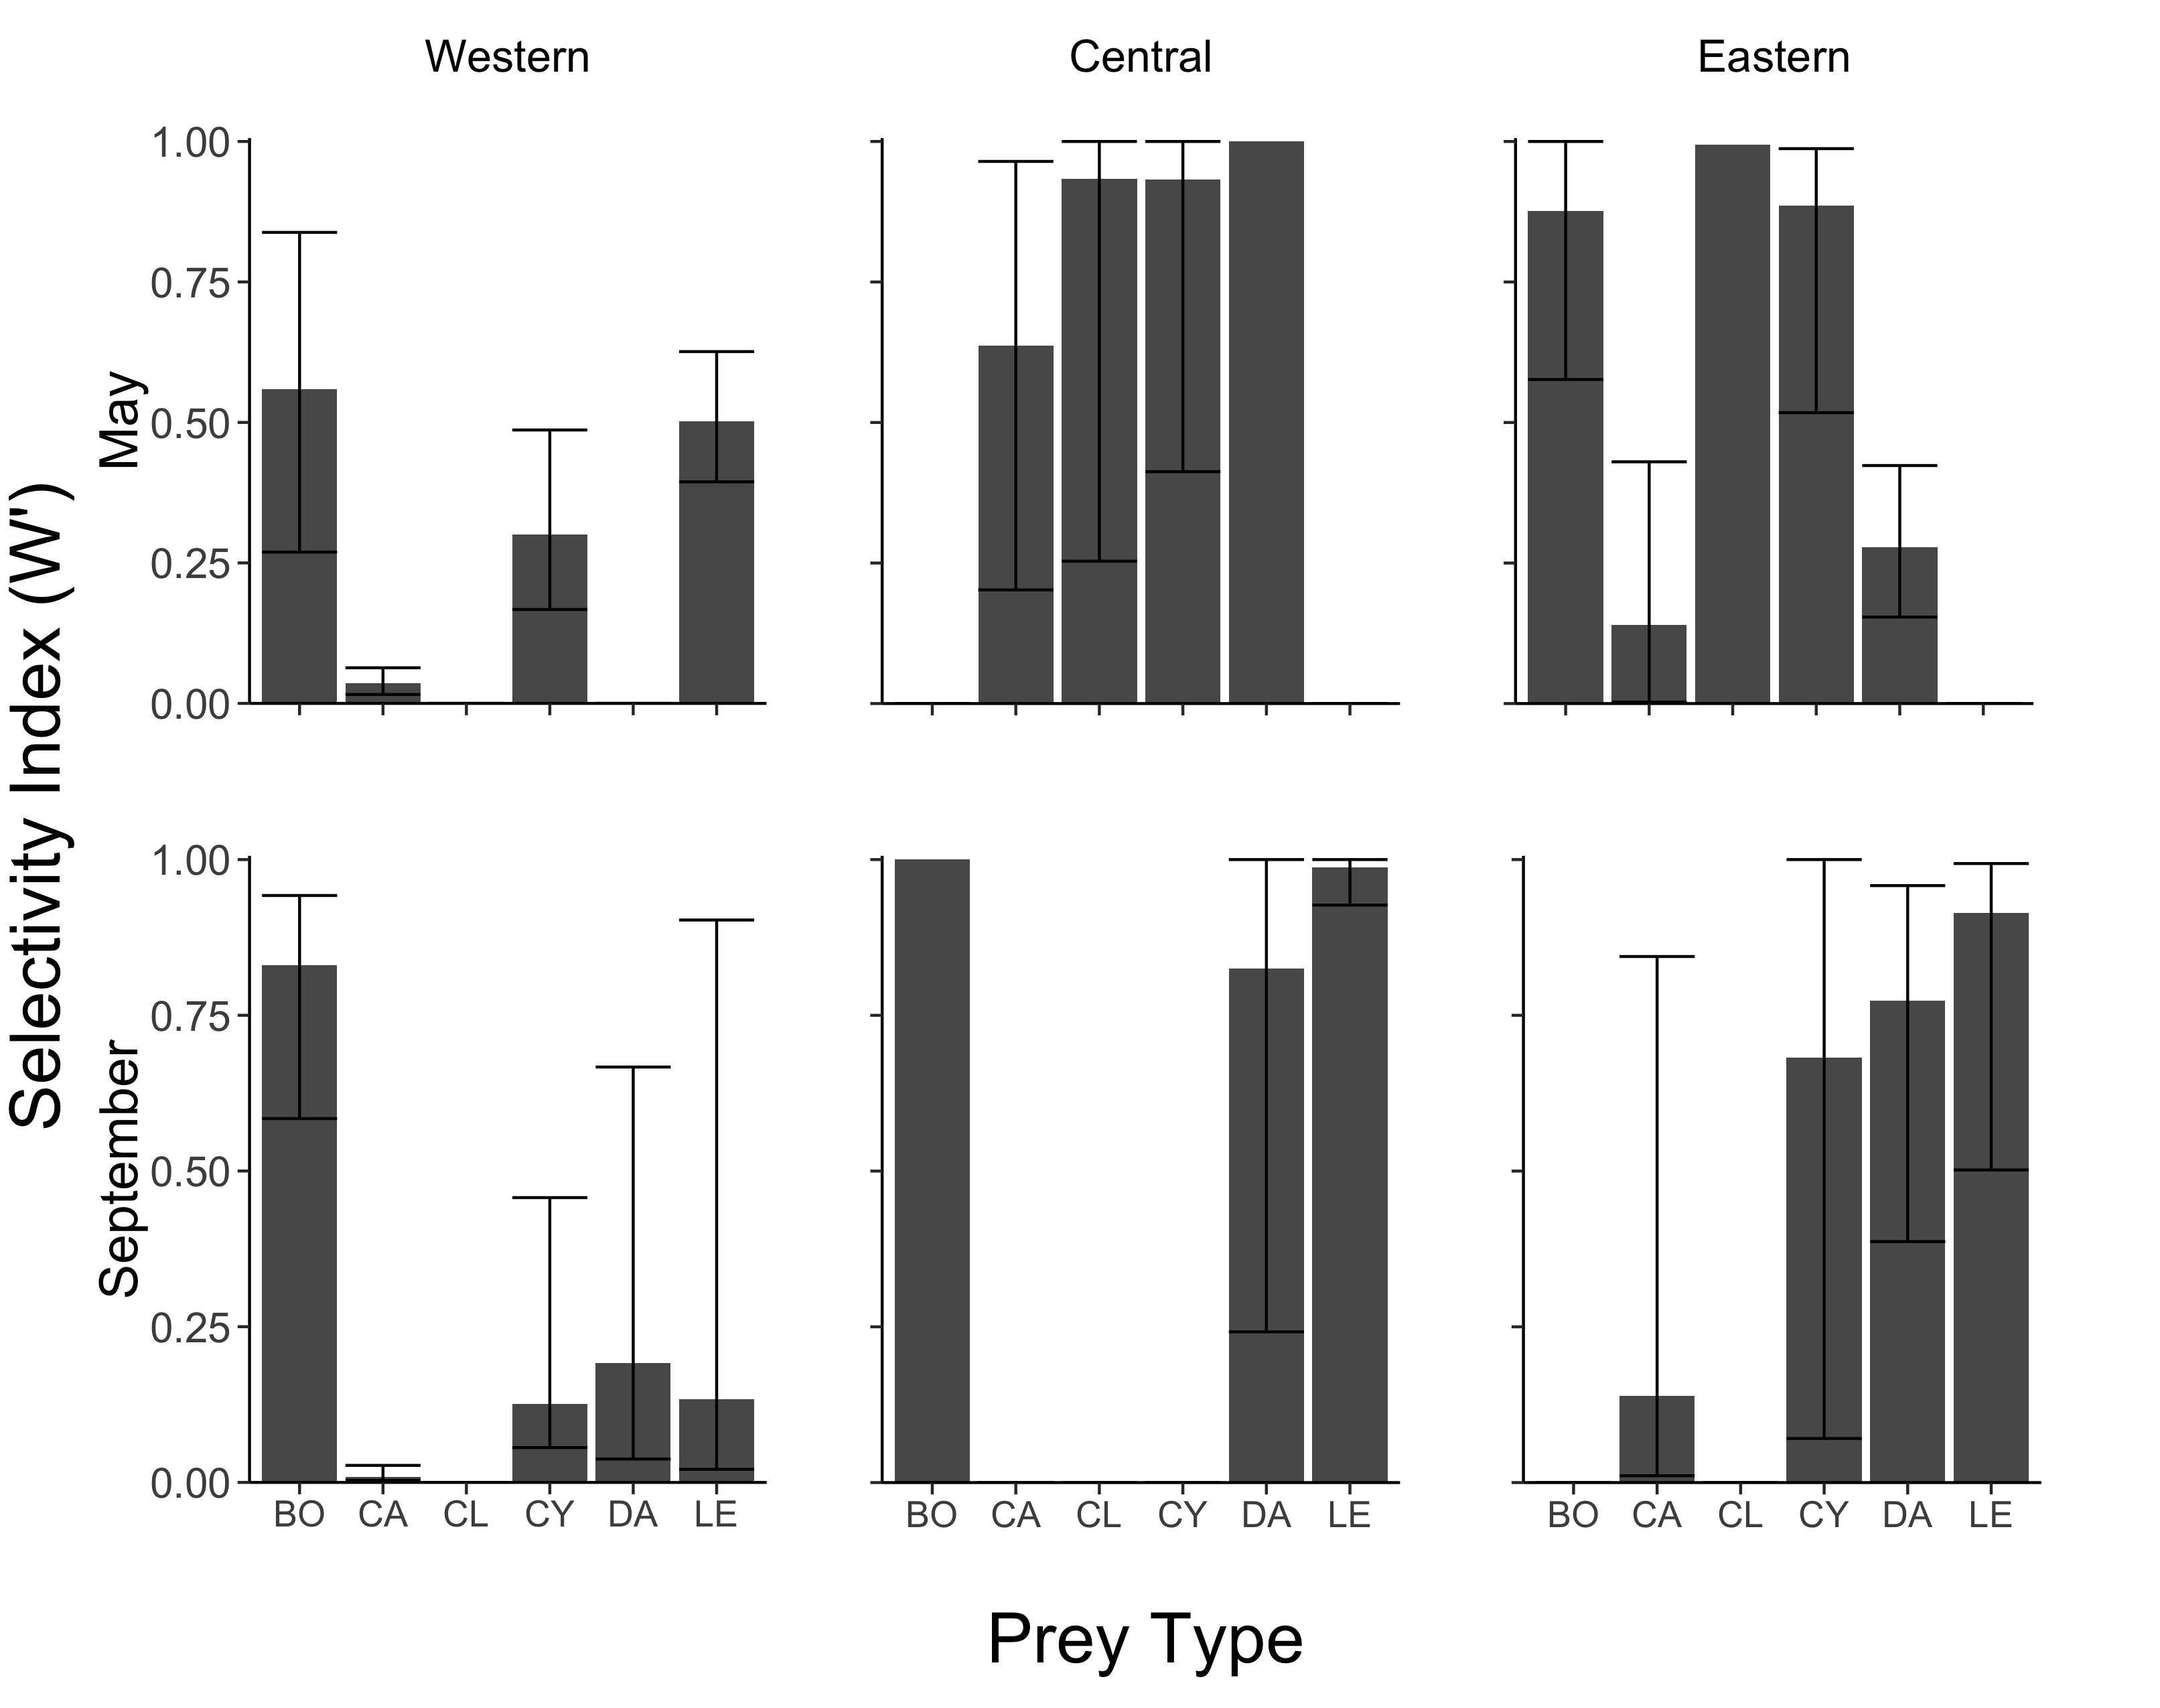 Western Central Eastern
Selectivity Index (W')
May
1.00
0.75
0.50
0.25
0.00
September
1.00
0.75
0.50
0.25
0.00
BO CA CL CY DA LE BO CA CL CY DA LE BO CA CL CY DA LE
Prey Type